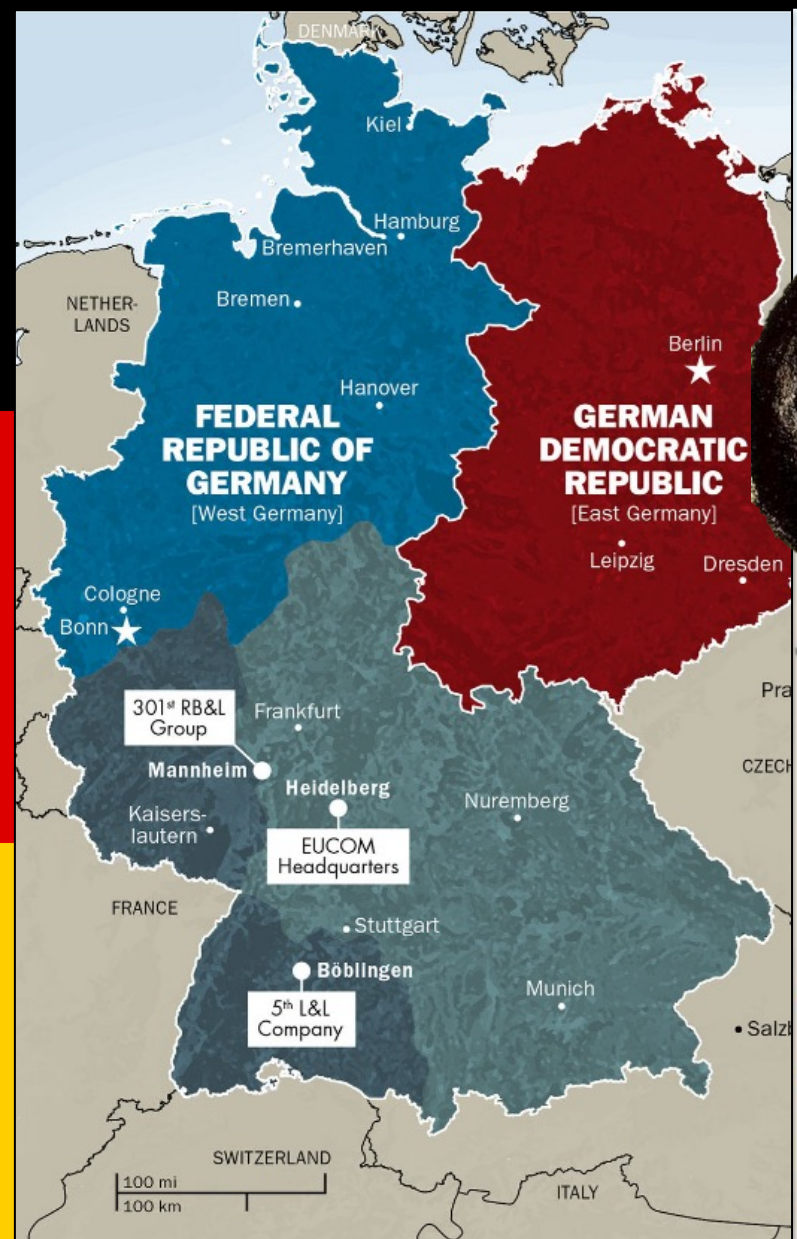 DENMARK
Kiel
Hamburg
Bremerhaven
NETHER-
LANDS
Bremen
Berlin
Hanover
FEDERAL
REPUBLIC OF
GERMANY
[West Germany]
GERMAN
DEMOCRATIC
REPUBLIC
[East Germany]
Leipzig
Dresden
Cologne
Bonn
301st RB&L
Group
Frankfurt
Mannheim
Heidelberg
Kaisers-
lautern
EUCOM
Headquarters
Nuremberg
Pra
CZECH
FRANCE
Stuttgart
Böblingen
5th L&L
Company
Munich
Salzb
SWITZERLAND
ITALY
100 mi
100 km